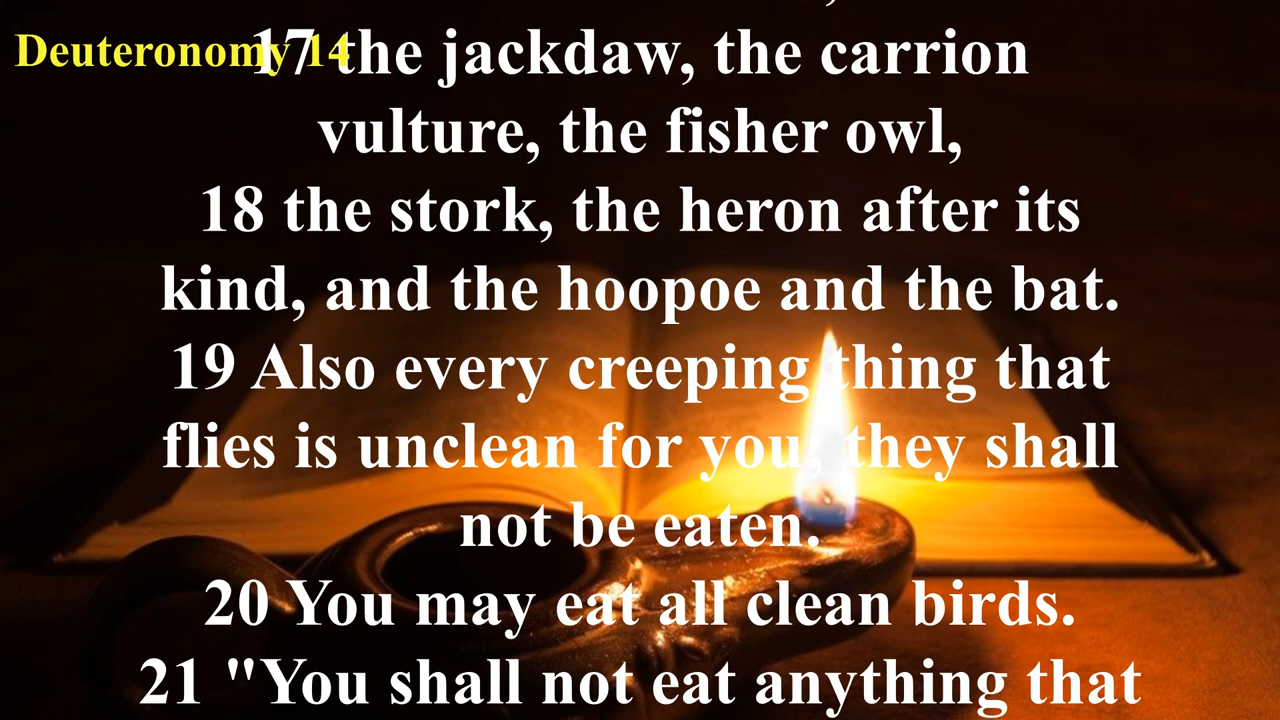 Deuteronomy 14
17 the jackdaw, the carrion
vulture, the fisher owl,
18 the stork, the heron after its
kind, and the hoopoe and the bat.
19 Also every creeping thing that
flies is unclean for you; they shall
not be eaten.
20 You may eat all clean birds.
21 "You shall not eat anything that